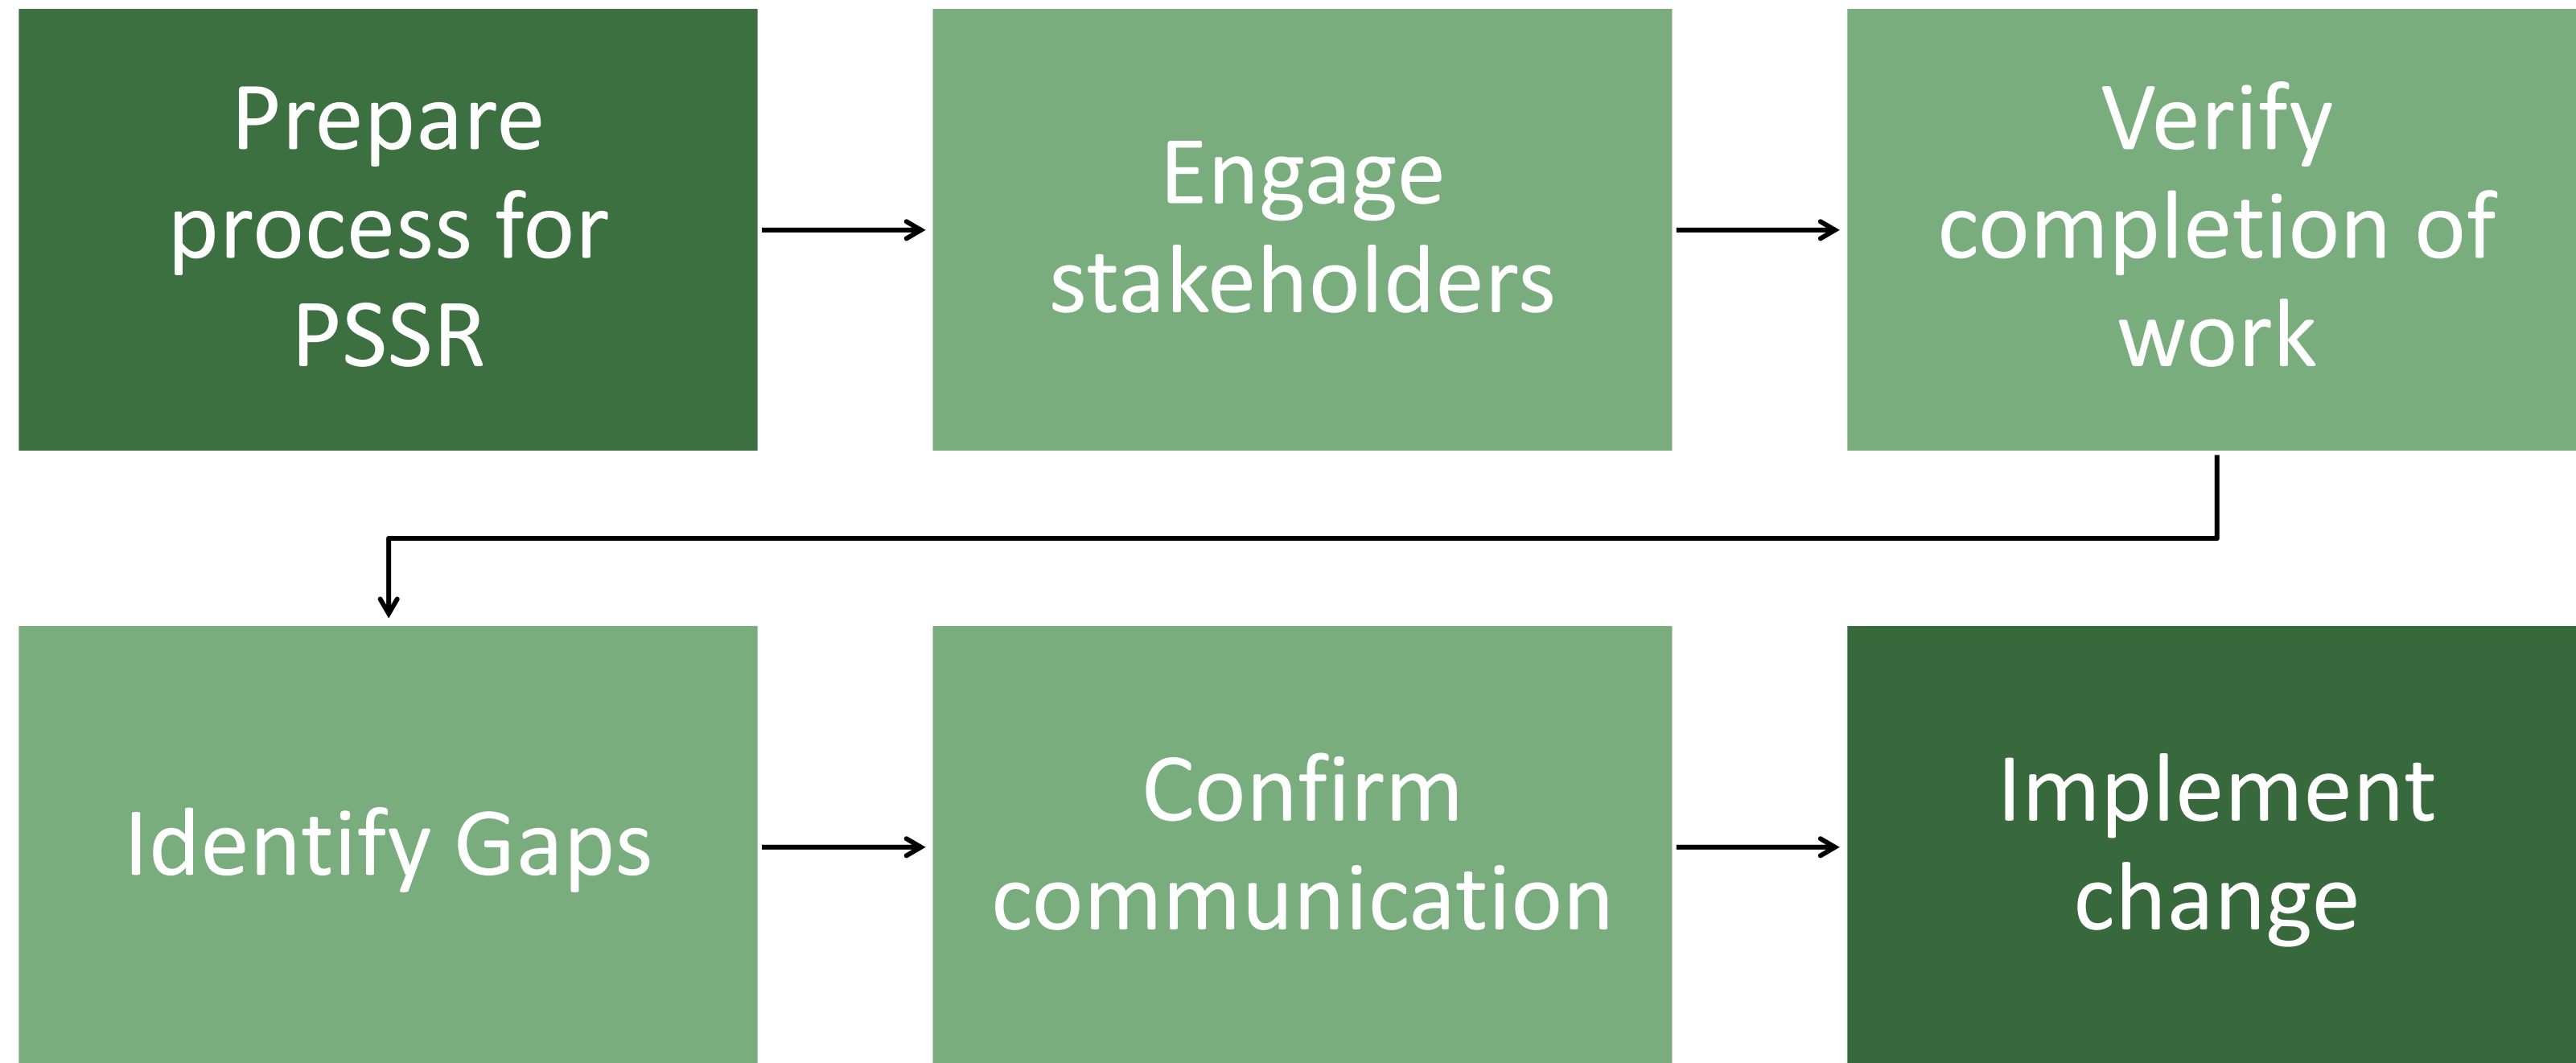 Prepare
process for
PSSR
Engage
stakeholders
Verify
completion of
work
Identify Gaps
Confirm
communication
Implement
change